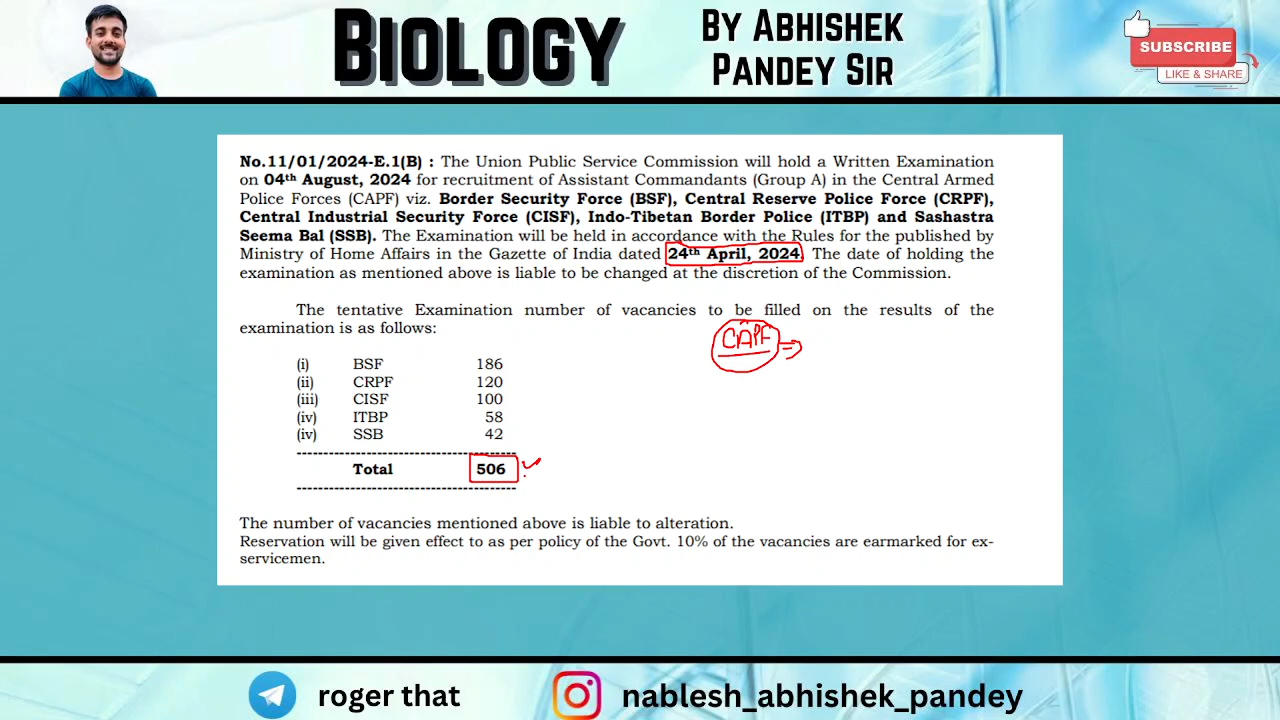 BIOLOGY
BY ABHISHEK
PANDEY SIR
SUBSCRIBE
LIKE & SHARE
No.11/01/2024-E.1(B) : The Union Public Service Commission will hold a Written Examination
on 04th August, 2024 for recruitment of Assistant Commandants (Group A) in the Central Armed
Police Forces (CAPF) viz. Border Security Force (BSF), Central Reserve Police Force (CRPF),
Central Industrial Security Force (CISF), Indo-Tibetan Border Police (ITBP) and Sashastra
Seema Bal (SSB). The Examination will be held in accordance with the Rules for the published by
Ministry of Home Affairs in the Gazette of India dated 24th April, 2024. The date of holding the
examination as mentioned above is liable to be changed at the discretion of the Commission.
The tentative Examination number of vacancies to be filled on the results of the
examination is as follows:
CAPF
(i) BSF 186
(ii) CRPF 120
(iii) CISF 100
(iv) ITBP 58
(iv) SSB 42
Total 506
The number of vacancies mentioned above is liable to alteration.
Reservation will be given effect to as per policy of the Govt. 10% of the vacancies are earmarked for ex-
servicemen.
roger that
nablesh_abhishek_pandey